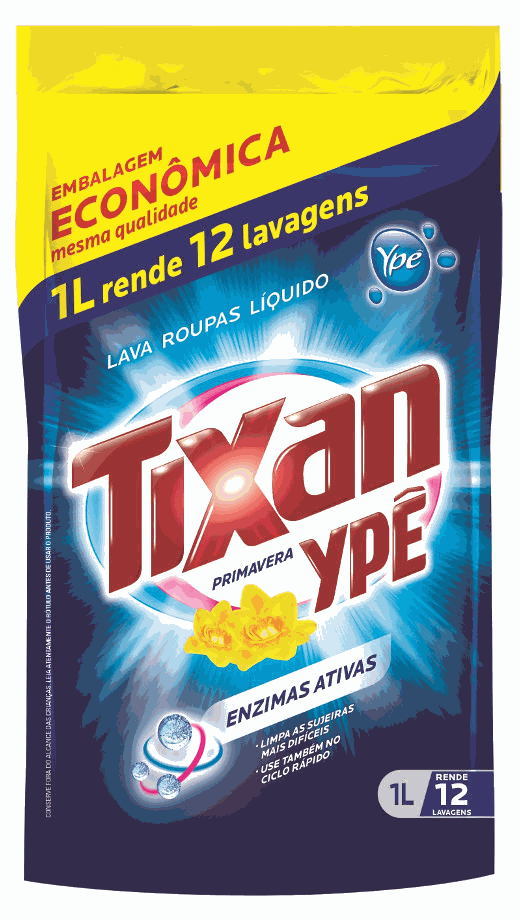 EMBALAGEM
ECONÔMICA
mesma qualidade
1L rende 12 lavagens
Ypê
LAVA ROUPAS LÍQUIDO
Tixan
YPÊ
PRIMAVERA
ENZIMAS ATIVAS
· LIMPA AS SUJEIRAS
MAIS DIFÍCEIS
· USE TAMBÉM NO
CICLO RÁPIDO
1L
RENDE
12
LAVAGENS
CONSERVE FORA DO ALCANCE DAS CRIANÇAS. LEIA ATENTAMENTE O RÓTULO ANTES DE USAR O PRODUTO.